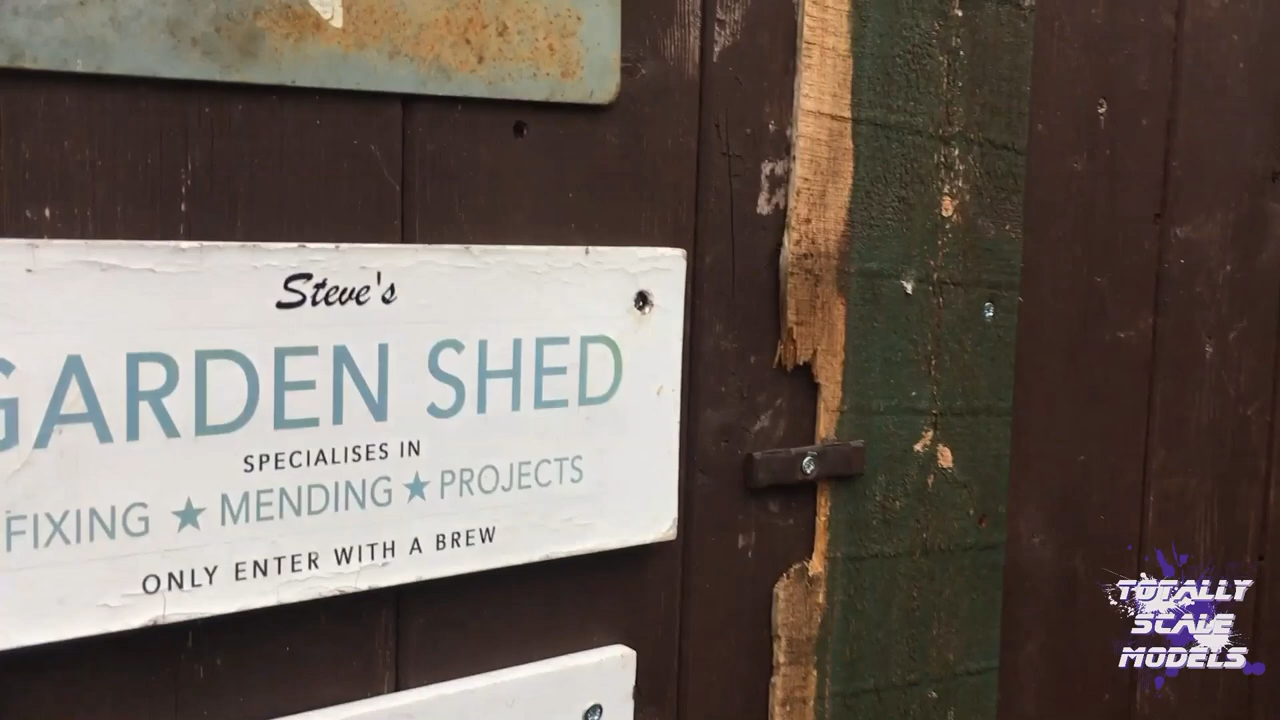 Steve's
GARDEN SHED
SPECIALISES IN
FIXING ★ MENDING ★ PROJECTS
ONLY ENTER WITH A BREW
TOTALLY
SCALE
MODELS